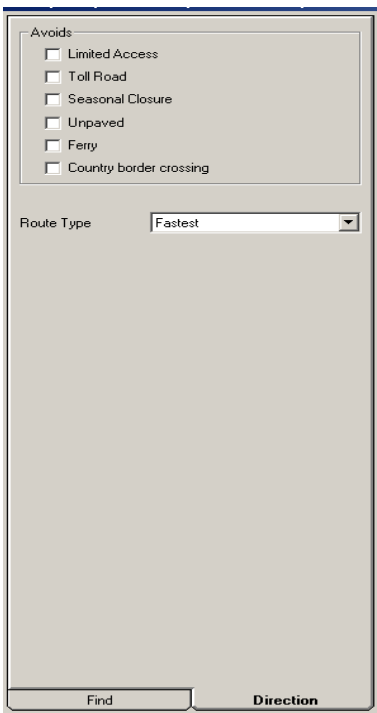 Avoids
Limited Access
Toll Road
Seasonal Closure
Unpaved
Ferry
Country border crossing
Route Type Fastest
Find Direction